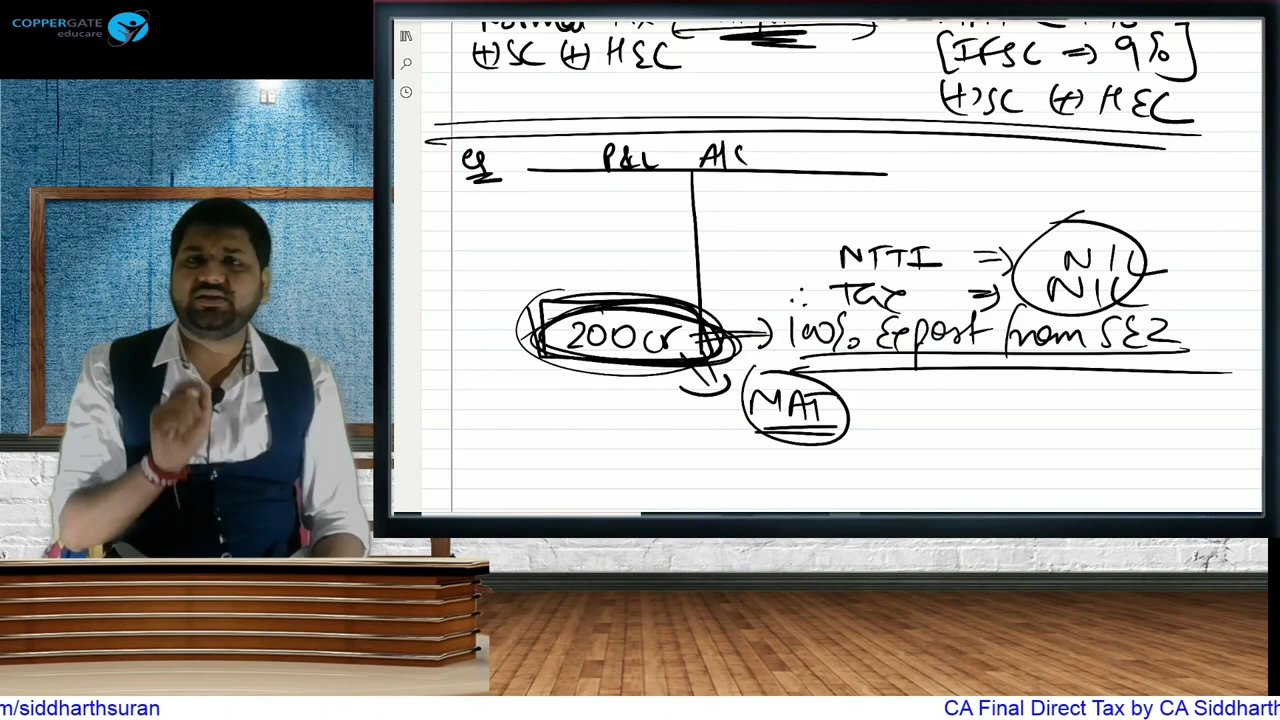 COPPERGATE
educare
(+) SC (+) HEC
[IFSC => 9%]
(+) SC (+) HEC
eg P&L A/C
NTTI => NIL
∴ Tax => NIL
200cr → 100% Export from SEZ
MAT
m/siddharthsuran
CA Final Direct Tax by CA Siddharth